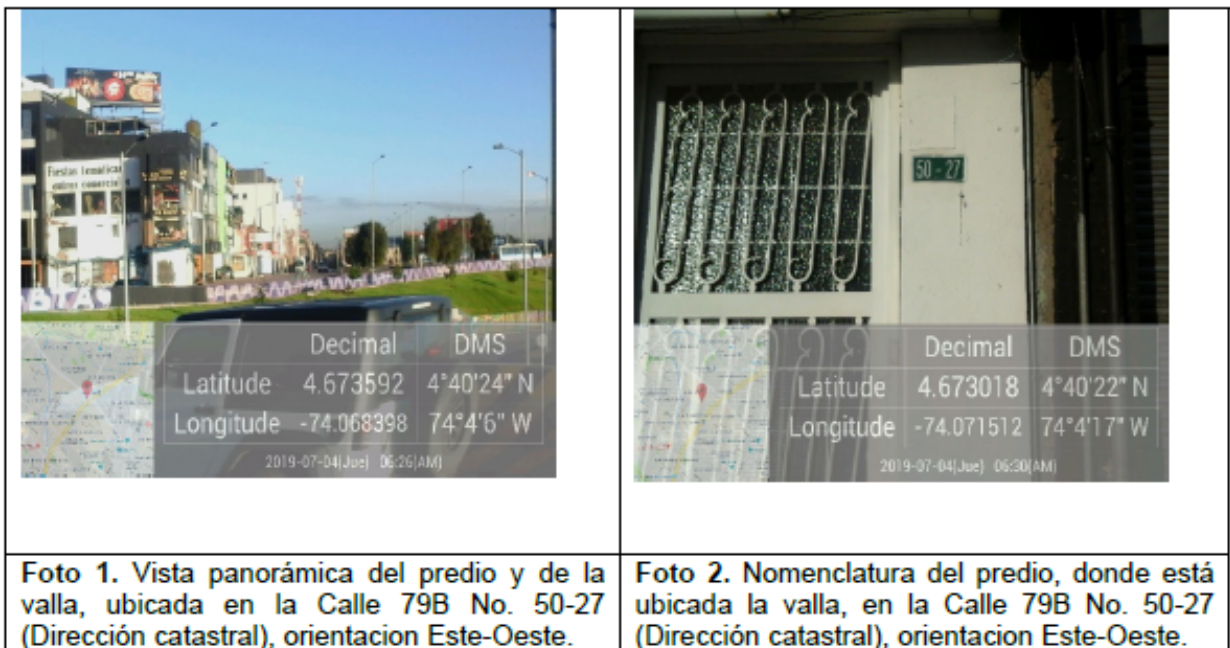 Fiestas temáticas
BTA
Decimal DMS
Latitude 4.673592 4°40'24" N
Longitude -74.068398 74°4'6" W
2019-07-04(Jue) 06:26(AM)
50 - 27
Decimal DMS
Latitude 4.673018 4°40'22" N
Longitude -74.071512 74°4'17" W
2019-07-04(Jue) 06:30(AM)
Foto 1. Vista panorámica del predio y de la
valla, ubicada en la Calle 79B No. 50-27
(Dirección catastral), orientacion Este-Oeste.
Foto 2. Nomenclatura del predio, donde está
ubicada la valla, en la Calle 79B No. 50-27
(Dirección catastral), orientacion Este-Oeste.